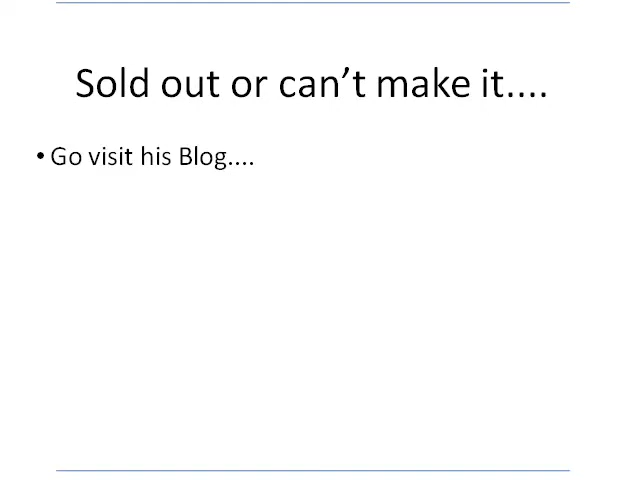 Sold out or can’t make it....
• Go visit his Blog....